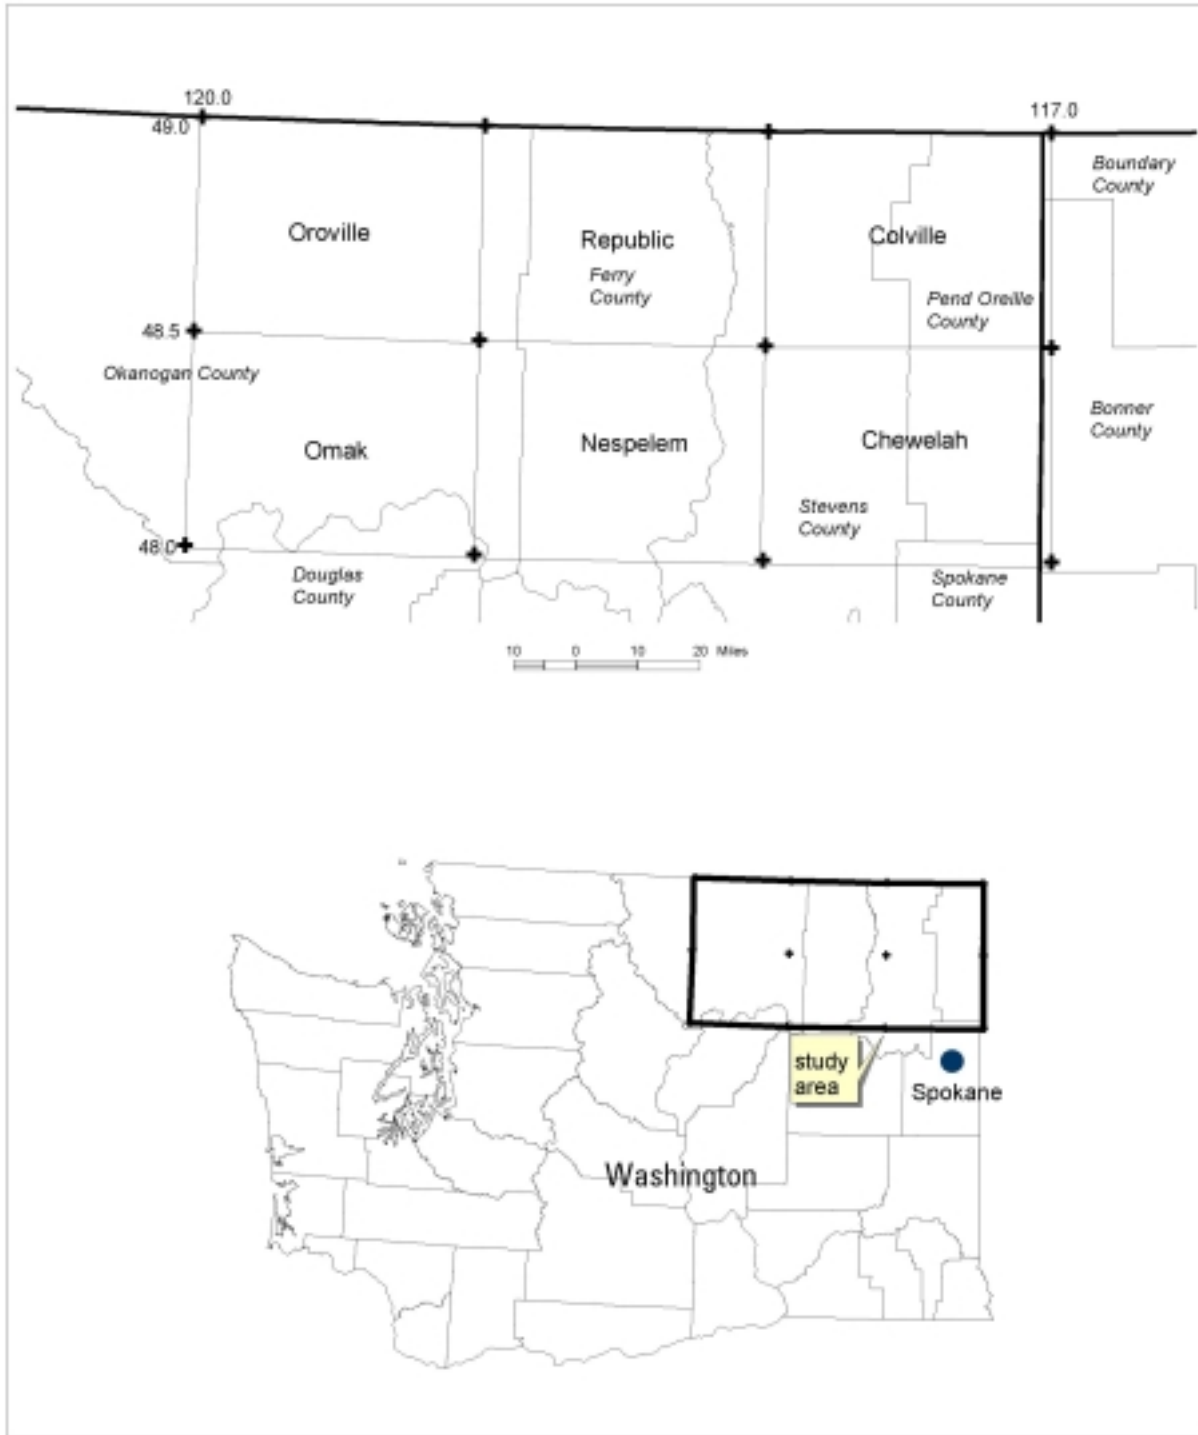 120.0
117.0
49.0
Boundary
County
Oroville
Republic
Colville
Ferry
County
Pend Oreille
County
48.5
Okanogan County
Bonner
County
Omak
Nespelem
Chewelah
Stevens
County
48.0
Douglas
County
Spokane
County
10 0 10 20 Miles
study
area
Spokane
Washington